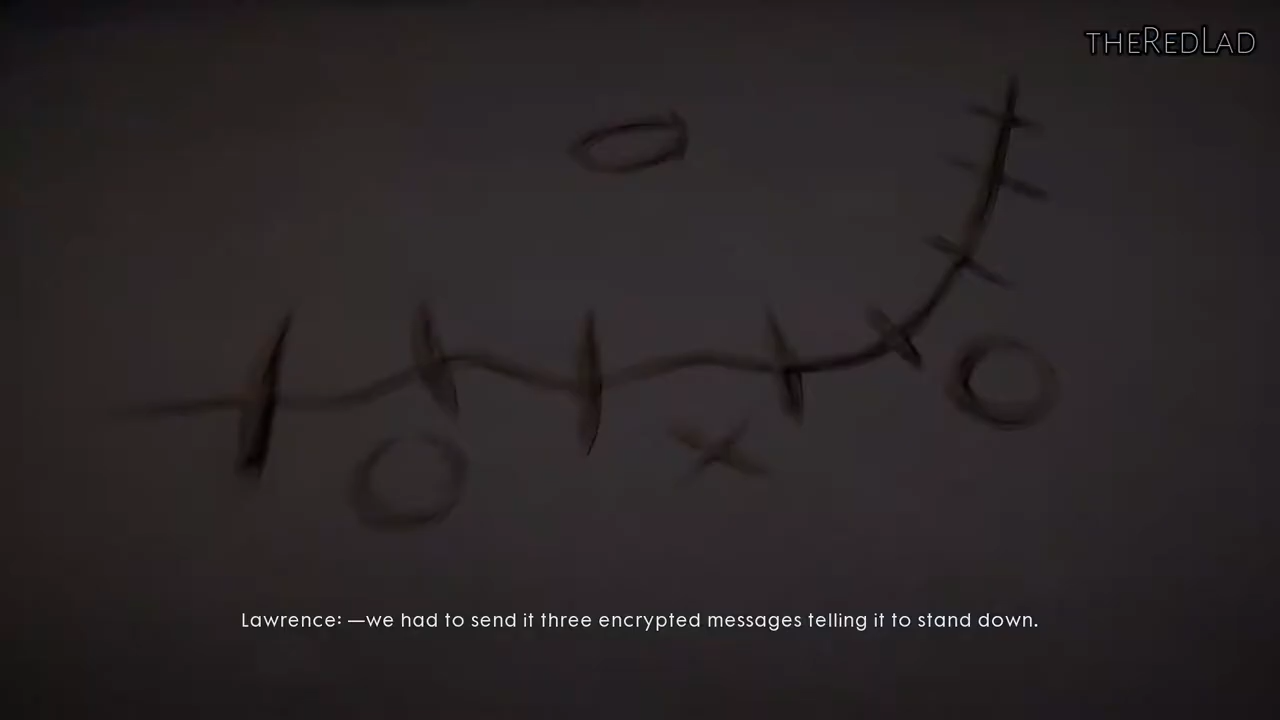 THEREDLAD
Lawrence: —we had to send it three encrypted messages telling it to stand down.